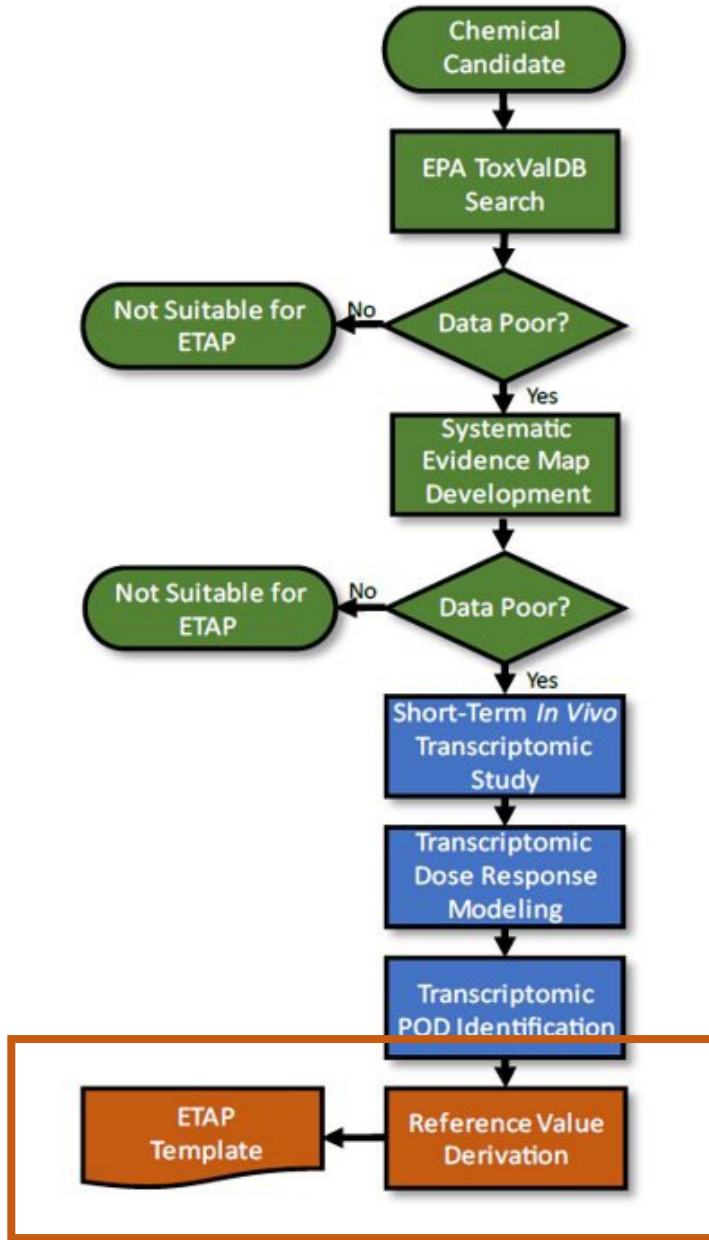 Chemical
Candidate
EPA ToxValDB
Search
Not Suitable for
ETAP
No
Data Poor?
Yes
Systematic
Evidence Map
Development
Not Suitable for
ETAP
No
Data Poor?
Yes
Short-Term In Vivo
Transcriptomic
Study
Transcriptomic
Dose Response
Modeling
Transcriptomic
POD Identification
ETAP
Template
Reference Value
Derivation